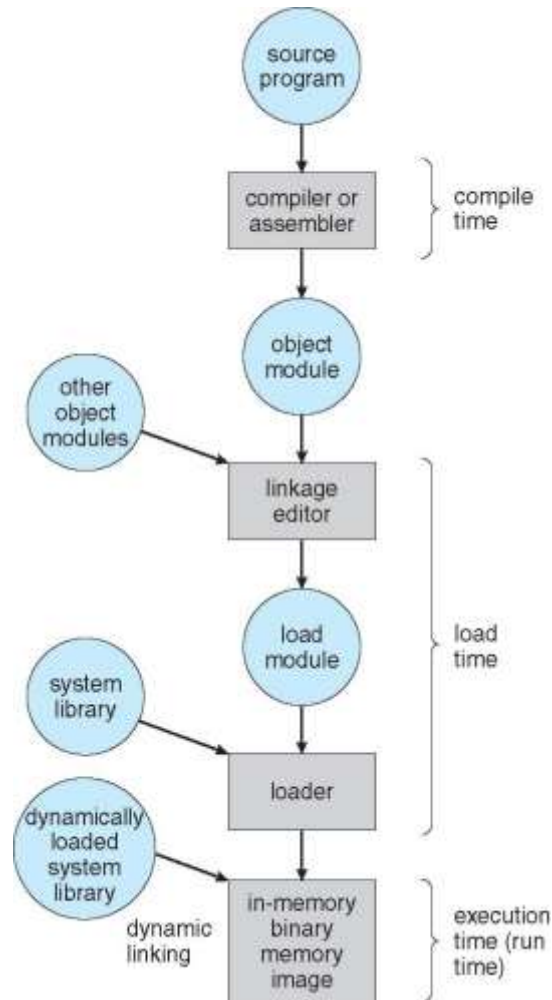 source
program
compiler or
assembler
compile
time
object
module
other
object
modules
linkage
editor
load
module
load
time
system
library
loader
dynamically
loaded
system
library
dynamic
linking
in-memory
binary
memory
image
execution
time (run
time)